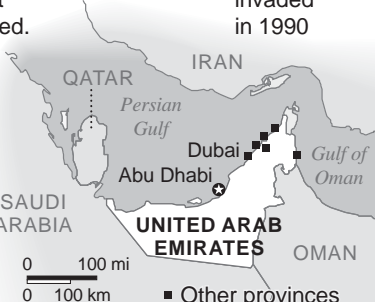 ed.
invaded
in 1990
IRAN
QATAR
Persian
Gulf
Dubai
Gulf of
Oman
Abu Dhabi
SAUDI
ARABIA
UNITED ARAB
EMIRATES
OMAN
0 100 mi
0 100 km
Other provinces